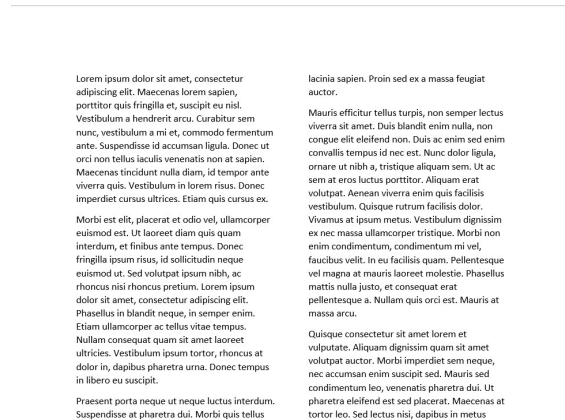 Lorem ipsum dolor sit amet, consectetur
adipiscing elit. Maecenas lorem sapien,
porttitor quis fringilla et, suscipit eu nisl.
Vestibulum a hendrerit arcu. Curabitur sem
nunc, vestibulum a mi et, commodo fermentum
ante. Suspendisse id accumsan ligula. Donec ut
orci non tellus iaculis venenatis non at sapien.
Maecenas tincidunt nulla diam, id tempor ante
viverra quis. Vestibulum in lorem risus. Donec
imperdiet cursus ultrices. Etiam quis cursus ex.
Morbi est elit, placerat et odio vel, ullamcorper
euismod est. Ut laoreet diam quis quam
interdum, et finibus ante tempus. Donec
fringilla ipsum risus, id sollicitudin neque
euismod ut. Sed volutpat ipsum nibh, ac
rhoncus nisi rhoncus pretium. Lorem ipsum
dolor sit amet, consectetur adipiscing elit.
Phasellus in blandit neque, in semper enim.
Etiam ullamcorper ac tellus vitae tempus.
Nullam consequat quam sit amet laoreet
ultricies. Vestibulum ipsum tortor, rhoncus at
dolor in, dapibus pharetra urna. Donec tempus
in libero eu suscipit.
Praesent porta neque ut neque luctus interdum.
Suspendisse at pharetra dui. Morbi quis tellus
lacinia sapien. Proin sed ex a massa feugiat
auctor.
Mauris efficitur tellus turpis, non semper lectus
viverra sit amet. Duis blandit enim nulla, non
congue elit eleifend non. Duis ac enim sed enim
convallis tempus id nec est. Nunc dolor ligula,
ornare ut nibh a, tristique aliquam sem. Ut ac
sem at eros luctus porttitor. Aliquam erat
volutpat. Aenean viverra enim quis facilisis
vestibulum. Quisque rutrum facilisis dolor.
Vivamus at ipsum metus. Vestibulum dignissim
ex nec massa ullamcorper tristique. Morbi non
enim condimentum, condimentum mi vel,
faucibus velit. In eu facilisis quam. Pellentesque
vel magna at mauris laoreet molestie. Phasellus
mattis nulla justo, et consequat erat
pellentesque a. Nullam quis orci est. Mauris at
massa arcu.
Quisque consectetur sit amet lorem et
vulputate. Aliquam dignissim quam sit amet
volutpat auctor. Morbi imperdiet sem neque,
nec accumsan enim suscipit sed. Mauris sed
condimentum leo, venenatis pharetra dui. Ut
pharetra eleifend est sed placerat. Maecenas at
tortor leo. Sed lectus nisi, dapibus in metus